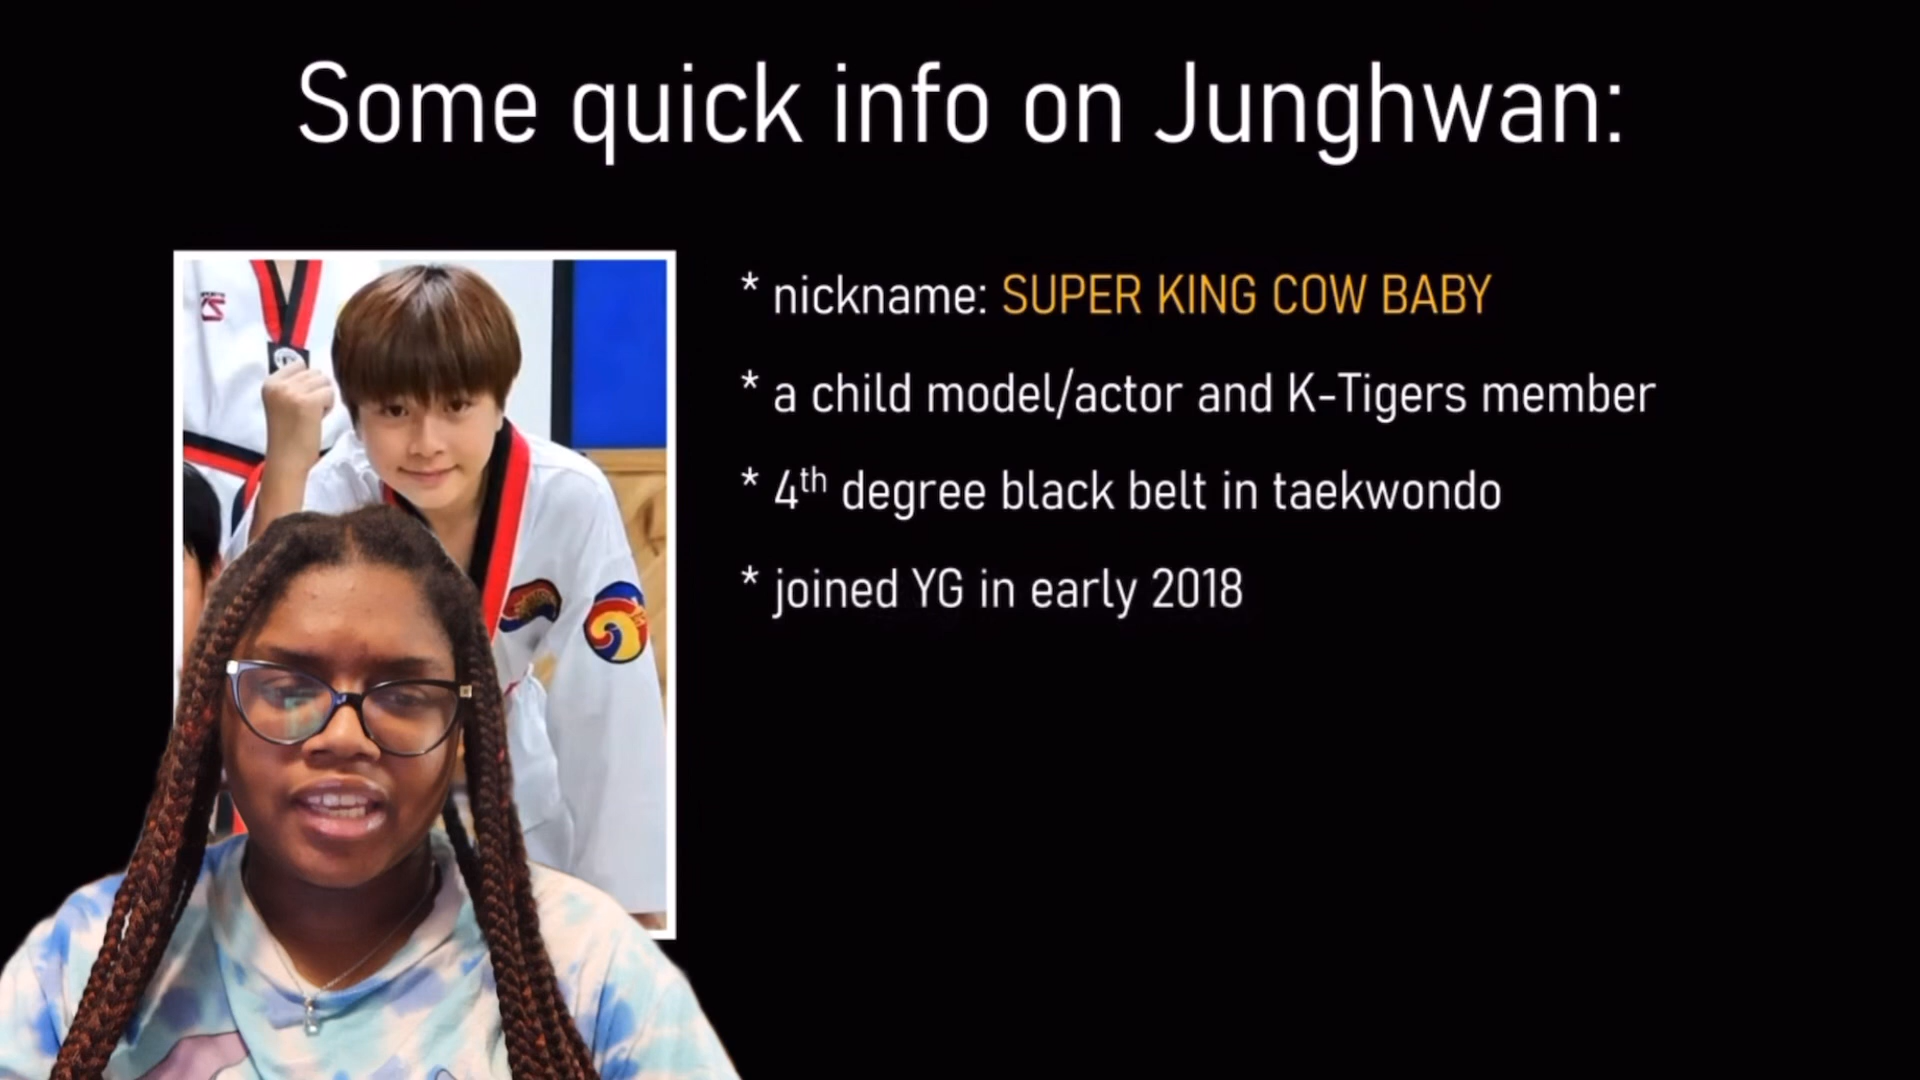 Some quick info on Junghwan:
* nickname: SUPER KING COW BABY
* a child model/actor and K-Tigers member
* 4th degree black belt in taekwondo
* joined YG in early 2018